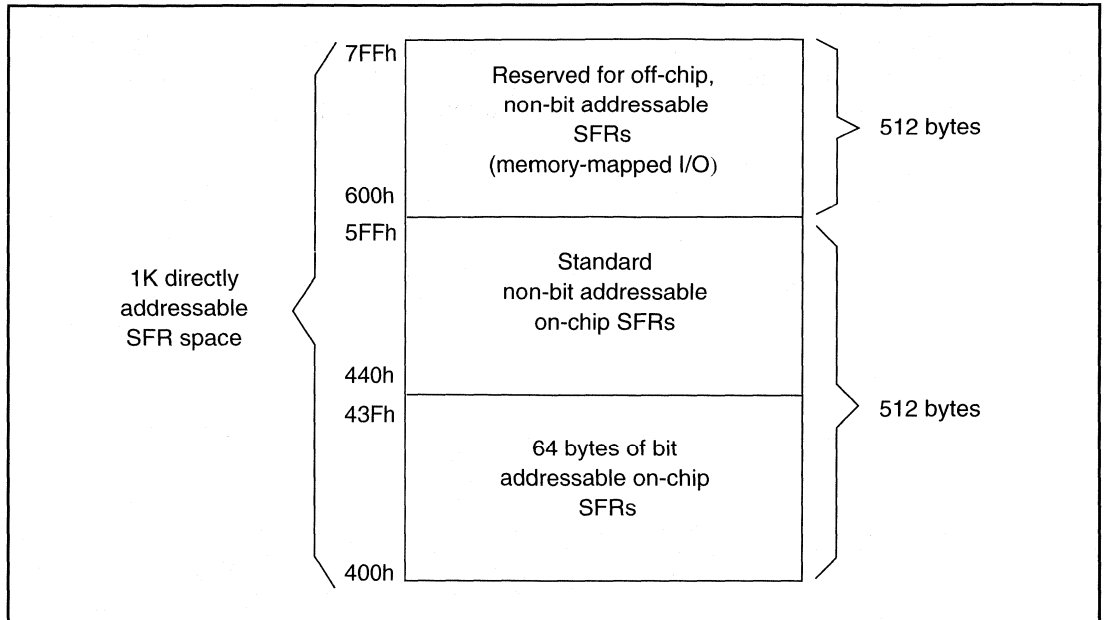 7FFh
Reserved for off-chip,
non-bit addressable
SFRs
(memory-mapped I/O)
512 bytes
600h
5FFh
Standard
non-bit addressable
on-chip SFRs
1K directly
addressable
SFR space
440h
43Fh
512 bytes
64 bytes of bit
addressable on-chip
SFRs
400h